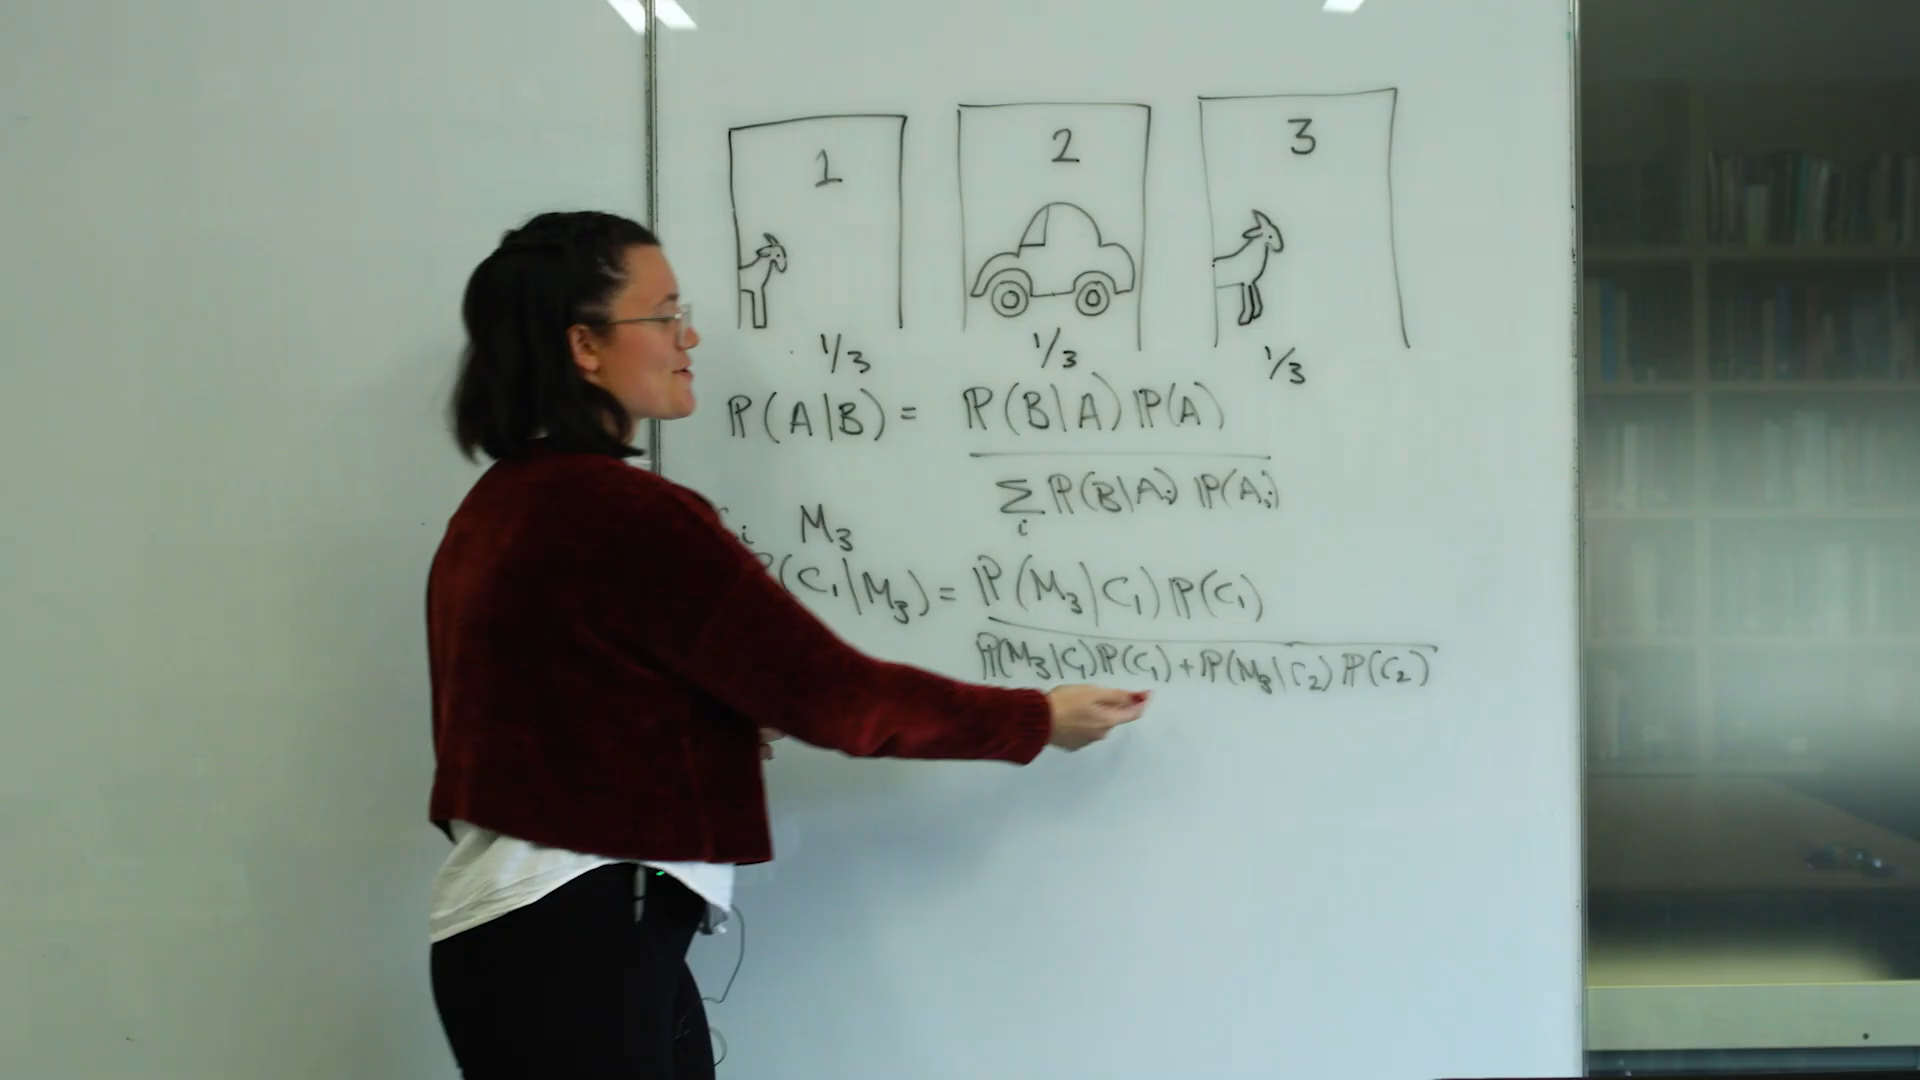 1 2 3
1/3 1/3 1/3
ℙ(A|B) = ℙ(B|A)ℙ(A)
∑ᵢ ℙ(B|Aᵢ) ℙ(Aᵢ)
M₃
(C₁|M₃) = ℙ(M₃|C₁)ℙ(C₁)
ℙ(M₃|C₁)ℙ(C₁) + ℙ(M₃|C₂) ℙ(C₂)